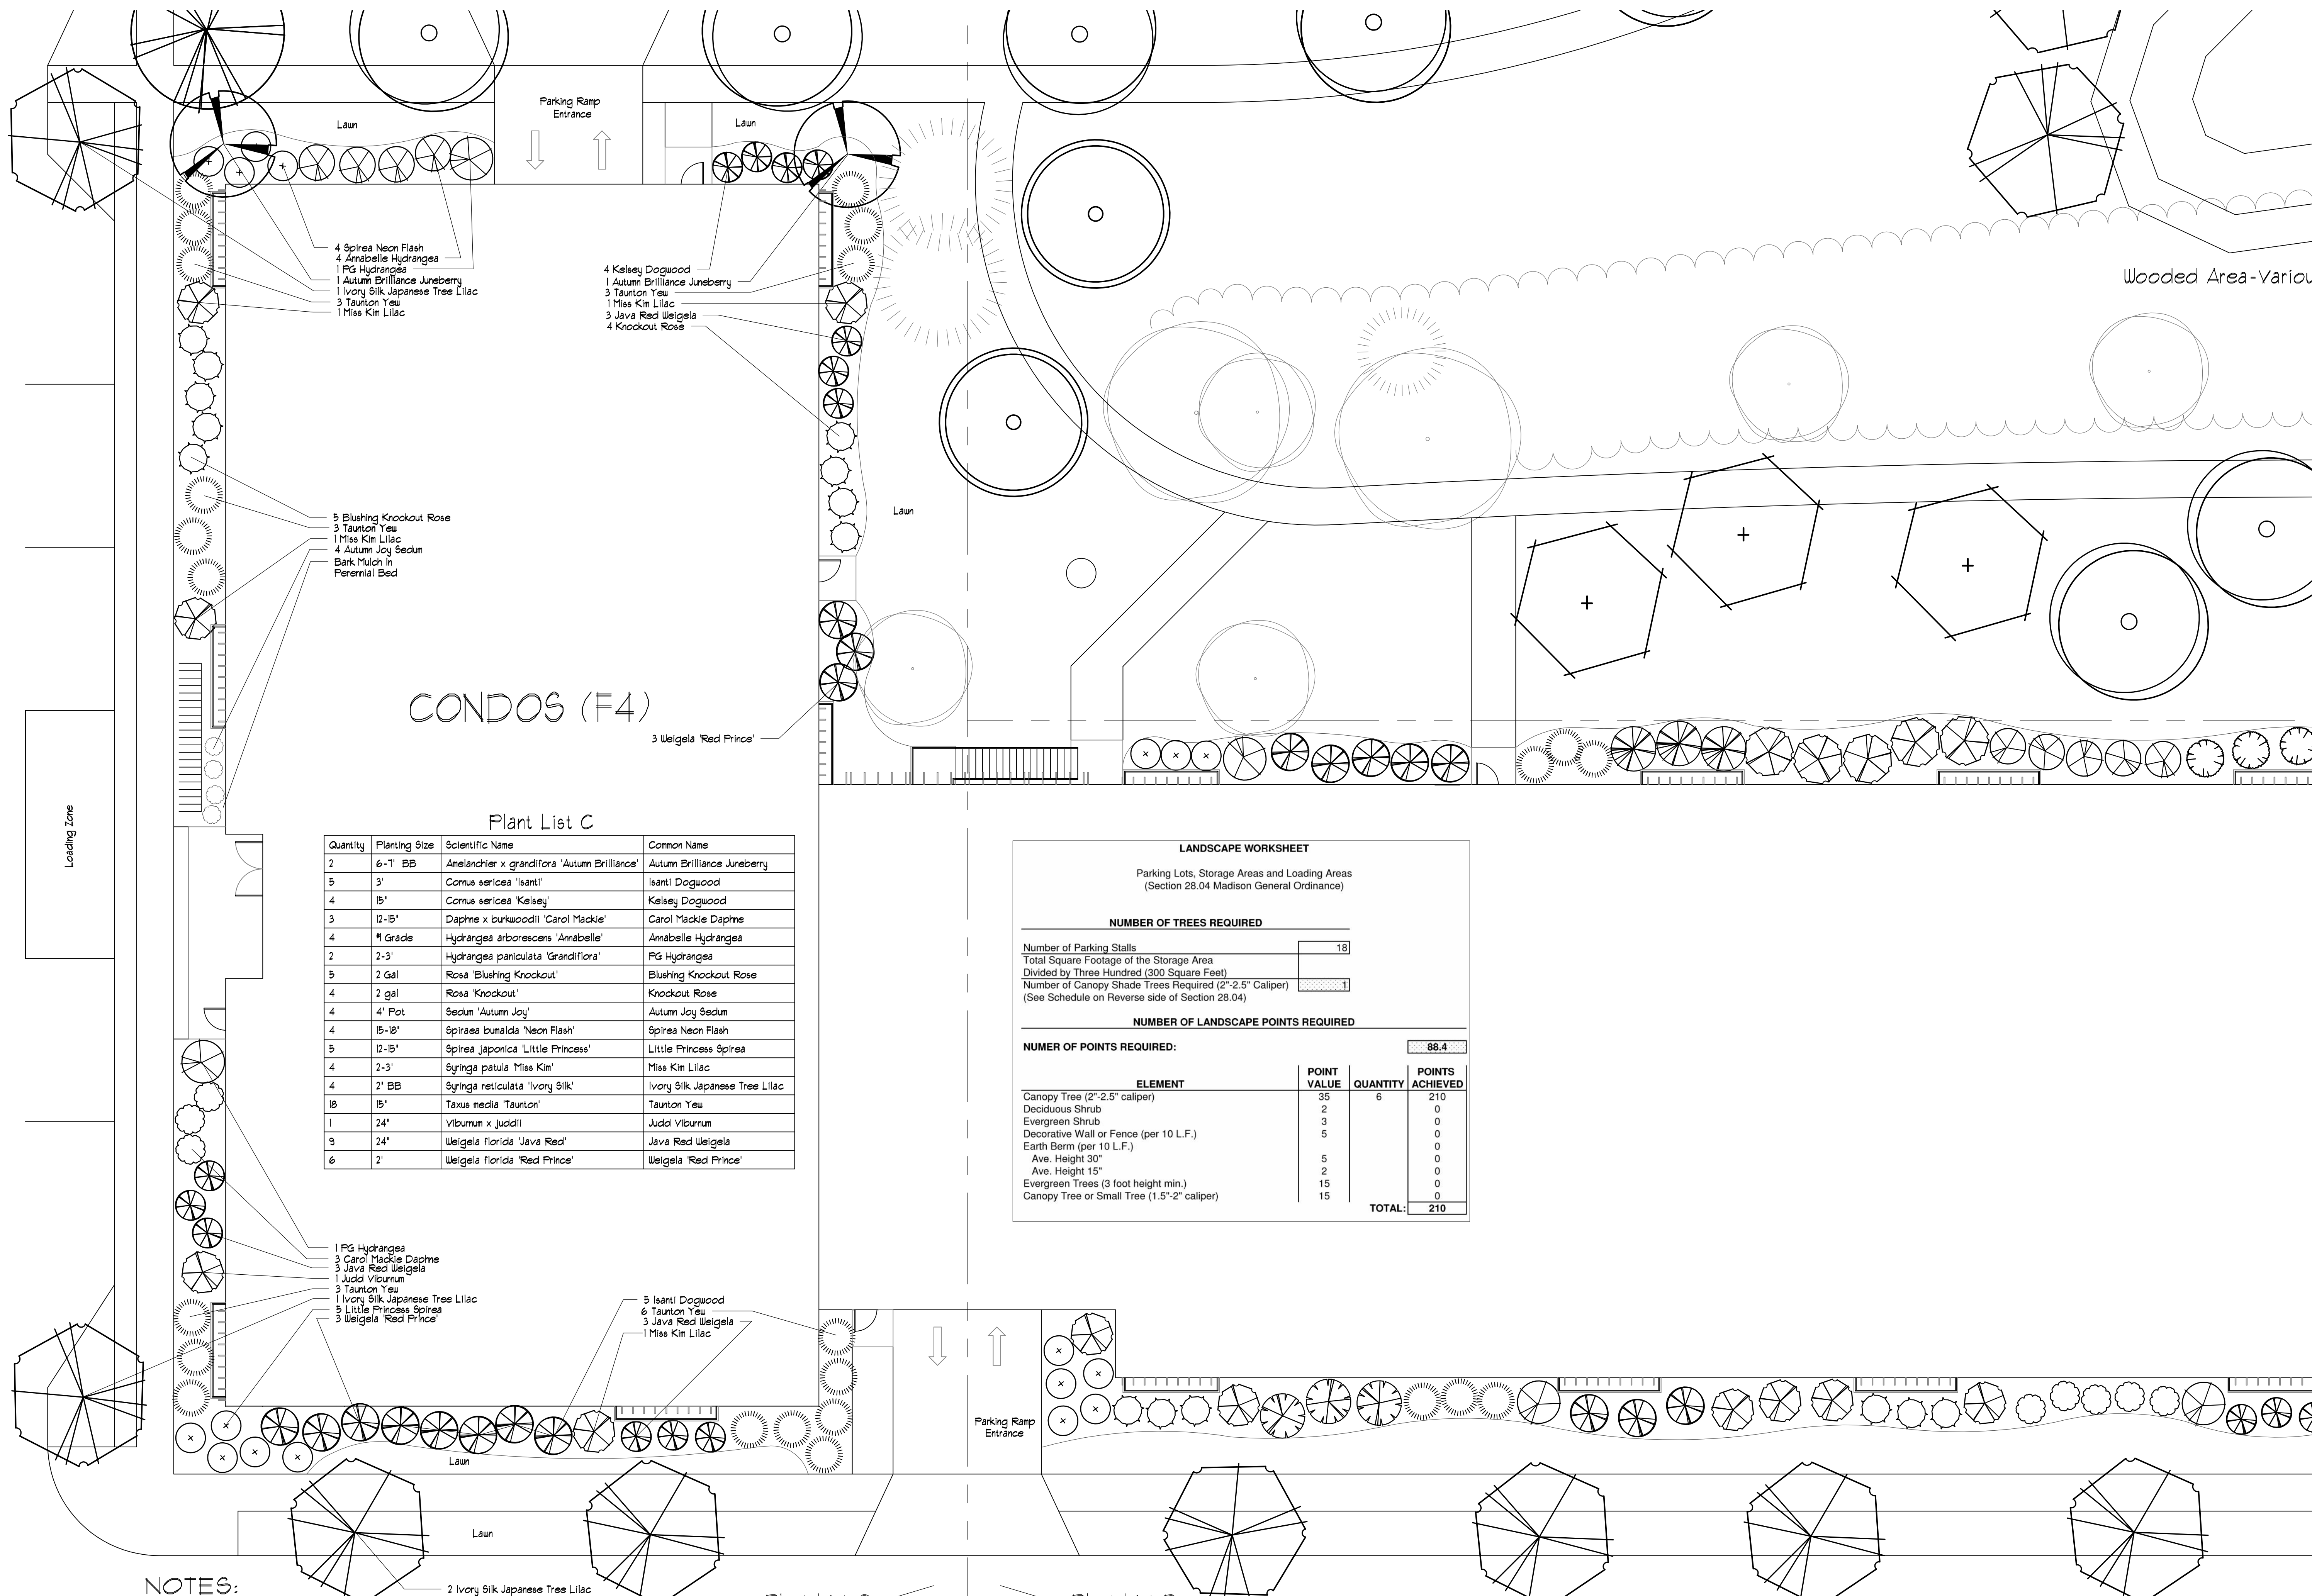 Parking Ramp
Entrance
Lawn
Lawn
4 Spirea Neon Flash
4 Annabelle Hydrangea
1 PG Hydrangea
1 Autumn Brilliance Juneberry
1 Ivory Silk Japanese Tree Lilac
3 Taunton Yew
1 Miss Kim Lilac
4 Kelsey Dogwood
1 Autumn Brilliance Juneberry
3 Taunton Yew
1 Miss Kim Lilac
3 Java Red Weigela
4 Knockout Rose
Wooded Area-Variou
5 Blushing Knockout Rose
3 Taunton Yew
1 Miss Kim Lilac
4 Autumn Joy Sedum
Bark Mulch in
Perennial Bed
Lawn
CONDOS (F4)
3 Weigela 'Red Prince'
Loading Zone
Plant List C
Quantity Planting Size Scientific Name Common Name
2 6-7' BB Amelanchier x grandifora 'Autumn Brilliance' Autumn Brilliance Juneberry
5 3' Cornus sericea 'Isanti' Isanti Dogwood
4 15" Cornus sericea 'Kelsey' Kelsey Dogwood
3 12-15" Daphne x burkwoodii 'Carol Mackie' Carol Mackie Daphne
4 #1 Grade Hydrangea arborescens 'Annabelle' Annabelle Hydrangea
2 2-3' Hydrangea paniculata 'Grandiflora' PG Hydrangea
5 2 Gal Rosa 'Blushing Knockout' Blushing Knockout Rose
4 2 gal Rosa 'Knockout' Knockout Rose
4 4" Pot Sedum 'Autumn Joy' Autumn Joy Sedum
4 15-18" Spiraea bumalda 'Neon Flash' Spirea Neon Flash
5 12-15" Spirea japonica 'Little Princess' Little Princess Spirea
4 2-3' Syringa patula 'Miss Kim' Miss Kim Lilac
4 2" BB Syringa reticulata 'Ivory Silk' Ivory Silk Japanese Tree Lilac
18 15" Taxus media 'Taunton' Taunton Yew
1 24" Viburnum x juddii Judd Viburnum
9 24" Weigela florida 'Java Red' Java Red Weigela
6 2' Weigela florida 'Red Prince' Weigela 'Red Prince'
LANDSCAPE WORKSHEET
Parking Lots, Storage Areas and Loading Areas
(Section 28.04 Madison General Ordinance)
NUMBER OF TREES REQUIRED
Number of Parking Stalls 18
Total Square Footage of the Storage Area
Divided by Three Hundred (300 Square Feet)
Number of Canopy Shade Trees Required (2"-2.5" Caliper) 1
(See Schedule on Reverse side of Section 28.04)
NUMBER OF LANDSCAPE POINTS REQUIRED
NUMER OF POINTS REQUIRED: 88.4
POINT POINTS
ELEMENT VALUE QUANTITY ACHIEVED
Canopy Tree (2"-2.5" caliper) 35 6 210
Deciduous Shrub 2 0
Evergreen Shrub 3 0
Decorative Wall or Fence (per 10 L.F.) 5 0
Earth Berm (per 10 L.F.) 0
Ave. Height 30" 5 0
Ave. Height 15" 2 0
Evergreen Trees (3 foot height min.) 15 0
Canopy Tree or Small Tree (1.5"-2" caliper) 15 0
TOTAL: 210
1 PG Hydrangea
3 Carol Mackie Daphne
3 Java Red Weigela
1 Judd Viburnum
3 Taunton Yew
1 Ivory Silk Japanese Tree Lilac
5 Little Princess Spirea
3 Weigela 'Red Prince'
5 Isanti Dogwood
6 Taunton Yew
3 Java Red Weigela
1 Miss Kim Lilac
Parking Ramp
Entrance
Lawn
Lawn
NOTES:
2 Ivory Silk Japanese Tree Lilac